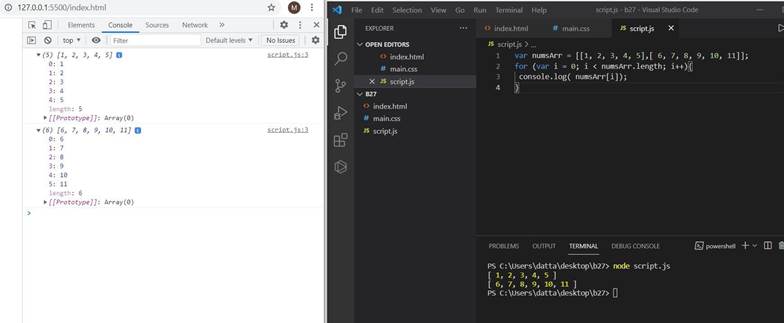 127.0.0.1:5500/index.html
M
Elements Console Sources
top Filter Default levels No Issues
(5) [1, 2, 3, 4, 5] script.js:3
0: 1
1: 2
2: 3
3: 4
4: 5
length: 5
[[Prototype]]: Array(0)
(6) [6, 7, 8, 9, 10, 11] script.js:3
0: 6
1: 7
2: 8
3: 9
4: 10
5: 11
length: 6
[[Prototype]]: Array(0)
>
File Edit Selection View Go Run Terminal Help script.js - b27 - Visual Studio Code
EXPLORER
OPEN EDITORS
index.html
main.css
JS script.js
B27
index.html
main.css
JS script.js
index.html main.css JS script.js
JS script.js > ...
1 var numsArr = [[1, 2, 3, 4, 5],[ 6, 7, 8, 9, 10, 11]];
2 for (var i = 0; i < numsArr.length; i++){
3 console.log( numsArr[i]);
4 }
PROBLEMS OUTPUT TERMINAL DEBUG CONSOLE powershell
PS C:\Users\datta\desktop\b27> node script.js
[ 1, 2, 3, 4, 5 ]
[ 6, 7, 8, 9, 10, 11 ]
PS C:\Users\datta\desktop\b27>